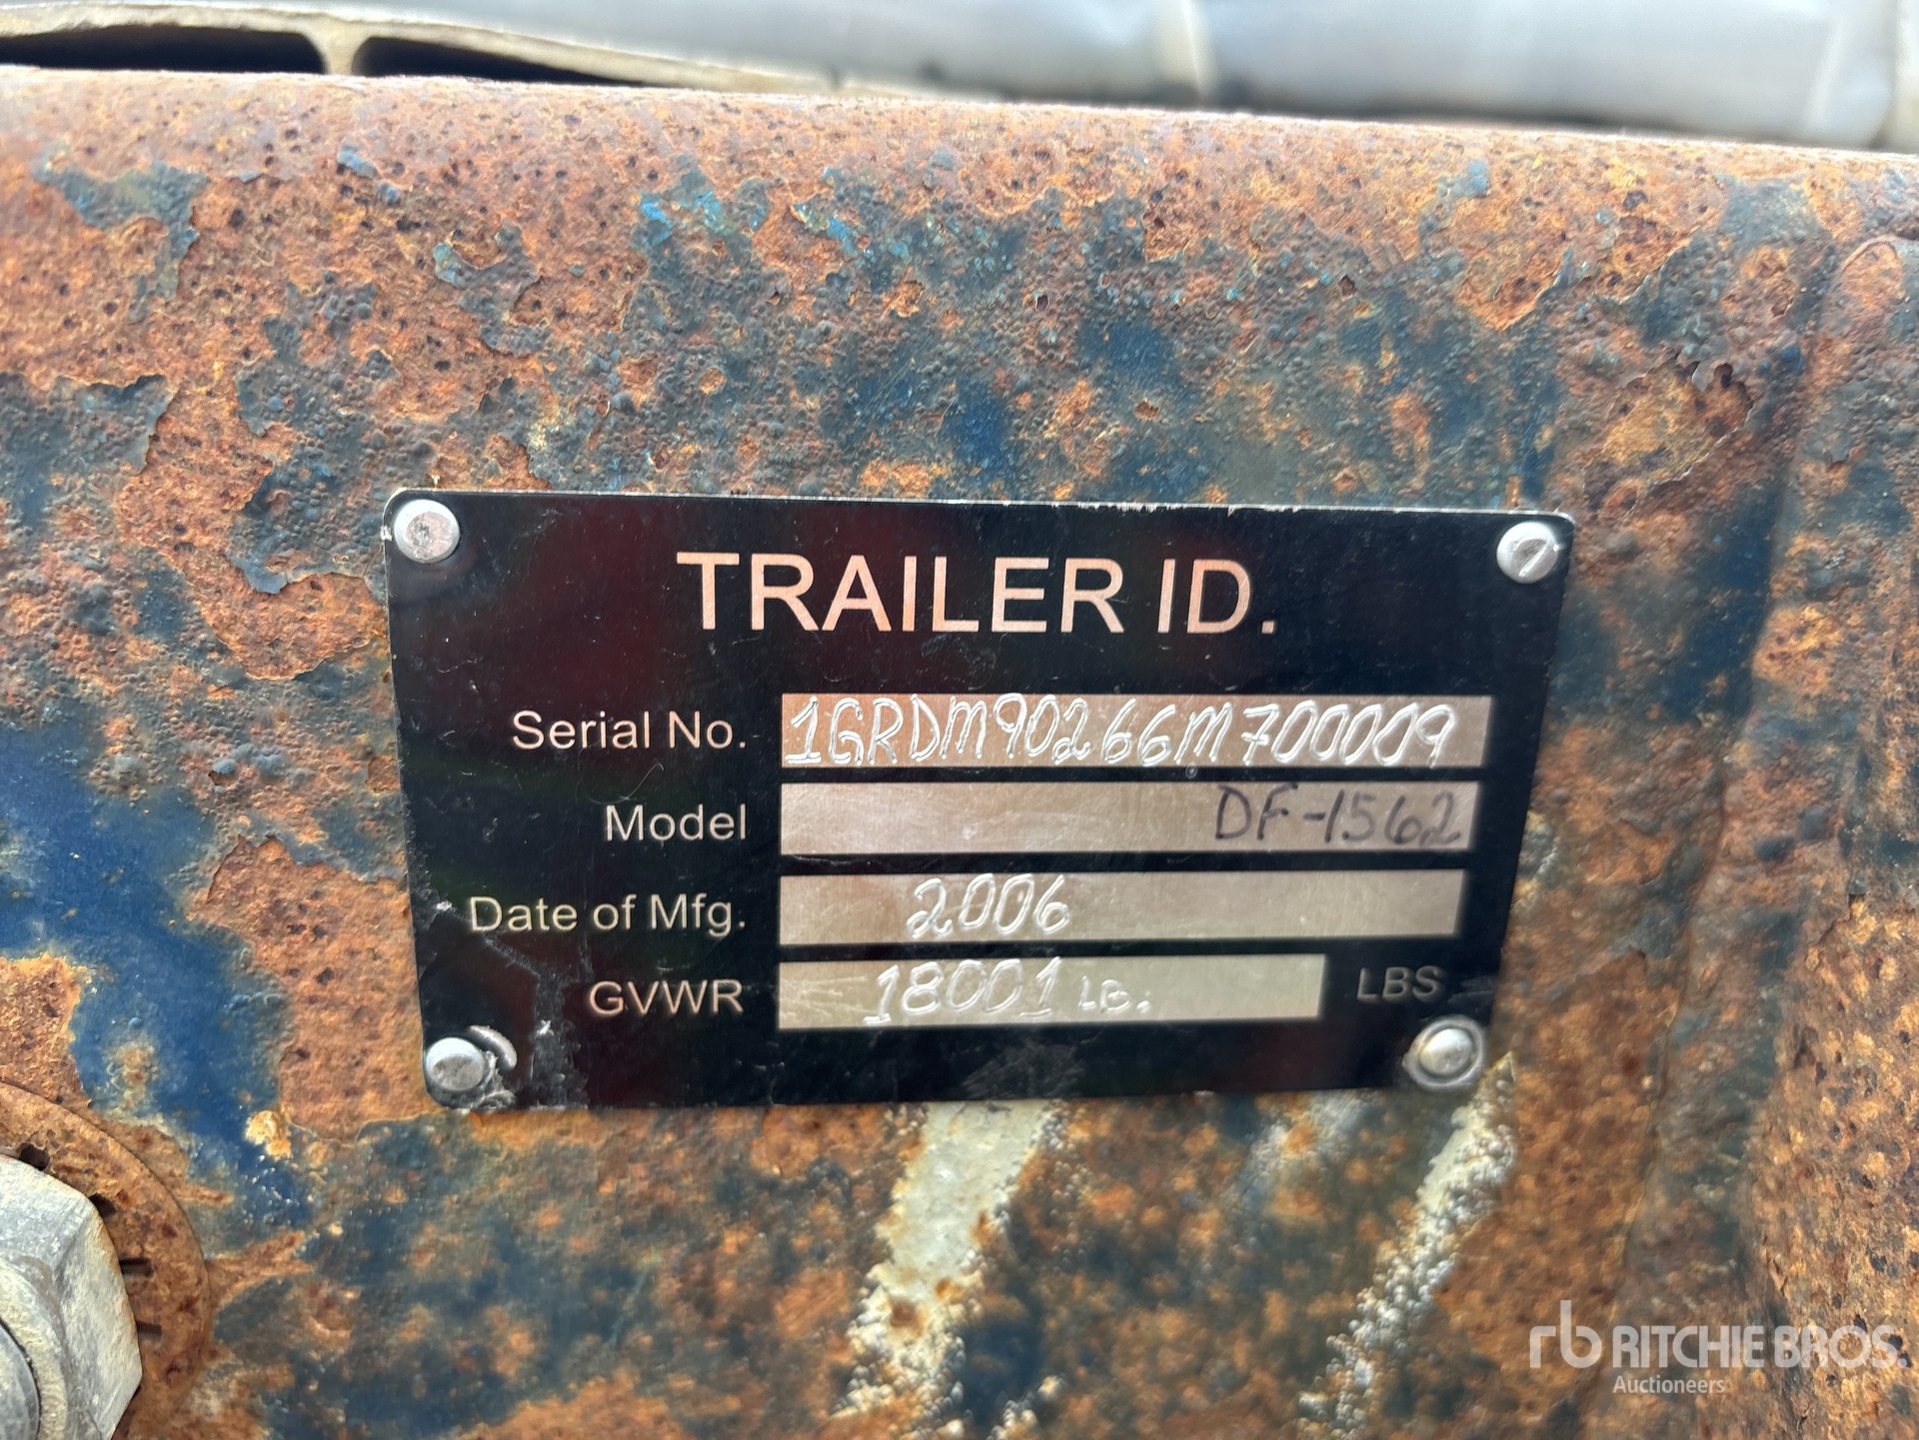 TRAILER ID.
Serial No. 1GRDM90266M700009
Model DF-1562
Date of Mfg. 2006
GVWR 18001 LB. LBS
rb RITCHIE BROS.
Auctioneers